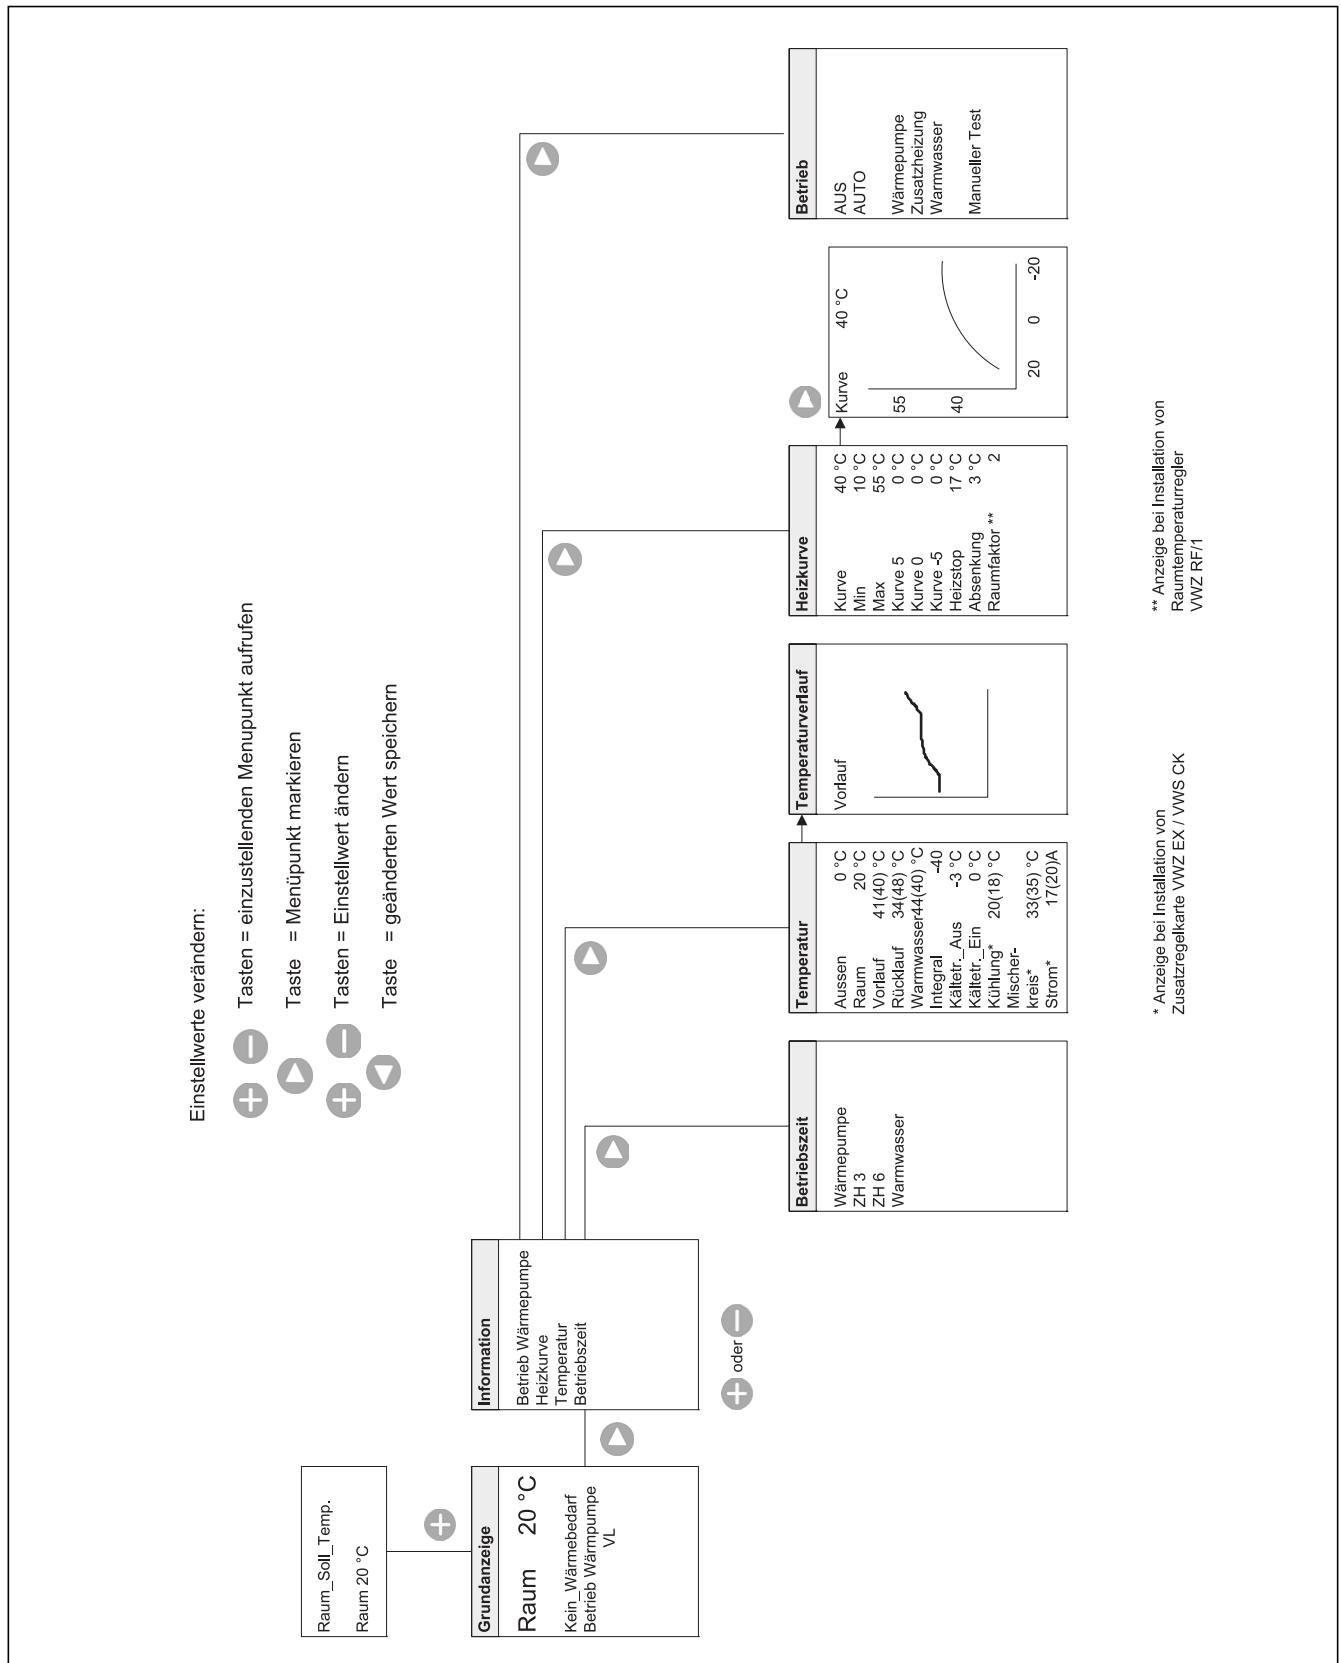 Einstellwerte verändern:
Tasten = einzustellenden Menupunkt aufrufen
Taste = Menüpunkt markieren
Tasten = Einstellwert ändern
Taste = geänderten Wert speichern
Raum_Soll_Temp.
Raum 20 °C
Grundanzeige
Raum 20 °C
Kein_Wärmebedarf
Betrieb Wärmpumpe
VL
Information
Betrieb Wärmepumpe
Heizkurve
Temperatur
Betriebszeit
oder
Betriebszeit
Wärmepumpe
ZH 3
ZH 6
Warmwasser
Temperatur
Aussen 0 °C
Raum 20 °C
Vorlauf 41(40) °C
Rücklauf 34(48) °C
Warmwasser44(40) °C
Integral -40
Kältetr._Aus -3 °C
Kältetr._Ein 0 °C
Kühlung* 20(18) °C
Mischer-
kreis* 33(35) °C
Strom* 17(20)A
Temperaturverlauf
Vorlauf
Heizkurve
Kurve 40 °C
Min 10 °C
Max 55 °C
Kurve 5 0 °C
Kurve 0 0 °C
Kurve -5 0 °C
Heizstop 17 °C
Absenkung 3 °C
Raumfaktor ** 2
Kurve 40 °C
55
40
20 0 -20
Betrieb
AUS
AUTO
Wärmepumpe
Zusatzheizung
Warmwasser
Manueller Test
* Anzeige bei Installation von
Zusatzregelkarte VWZ EX / VWS CK
** Anzeige bei Installation von
Raumtemperaturregler
VWZ RF/1